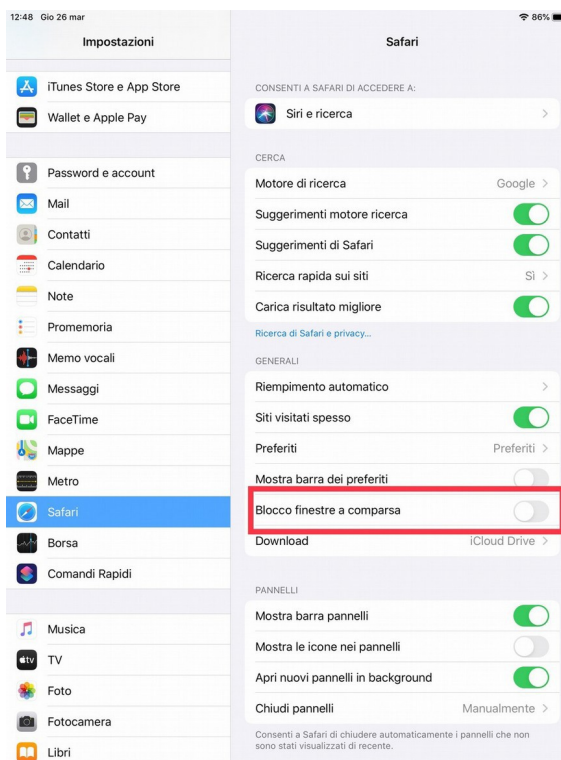 12:48 Gio 26 mar
86%
Impostazioni
iTunes Store e App Store
Wallet e Apple Pay
Password e account
Mail
Contatti
Calendario
Note
Promemoria
Memo vocali
Messaggi
FaceTime
Mappe
Metro
Safari
Borsa
Comandi Rapidi
Musica
tv
TV
Foto
Fotocamera
Libri
Safari
CONSENTI A SAFARI DI ACCEDERE A:
Siri e ricerca
CERCA
Motore di ricerca Google
Suggerimenti motore ricerca
Suggerimenti di Safari
Ricerca rapida sui siti Sì
Carica risultato migliore
Ricerca di Safari e privacy...
GENERALI
Riempimento automatico
Siti visitati spesso
Preferiti Preferiti
Mostra barra dei preferiti
Blocco finestre a comparsa
Download iCloud Drive
PANNELLI
Mostra barra pannelli
Mostra le icone nei pannelli
Apri nuovi pannelli in background
Chiudi pannelli Manualmente
Consenti a Safari di chiudere automaticamente i pannelli che non
sono stati visualizzati di recente.